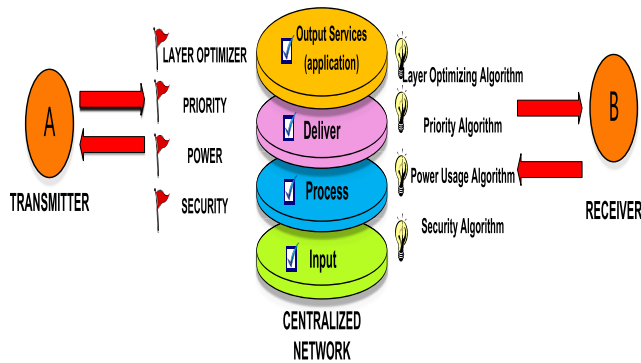 A
TRANSMITTER
LAYER OPTIMIZER
PRIORITY
POWER
SECURITY
Output Services
(application)
Deliver
Process
Input
CENTRALIZED
NETWORK
Layer Optimizing Algorithm
Priority Algorithm
Power Usage Algorithm
Security Algorithm
B
RECEIVER